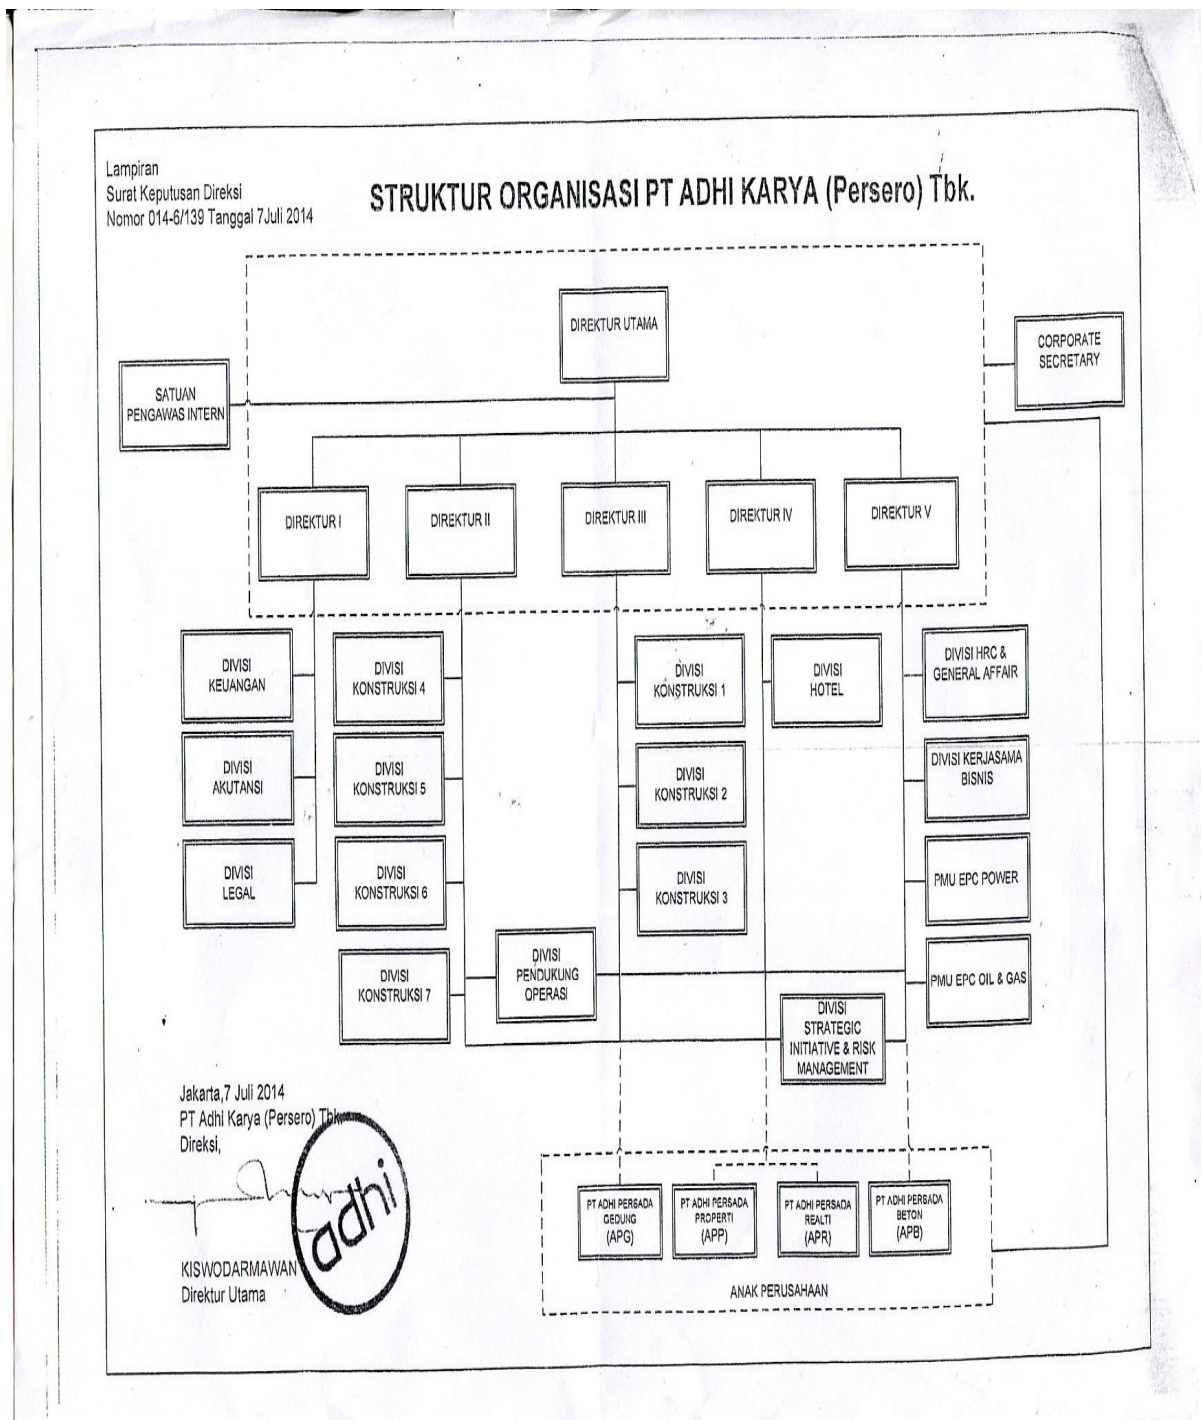 Lampiran
Surat Keputusan Direksi
Nomor 014-6/139 Tanggal 7Juli 2014
STRUKTUR ORGANISASI PT ADHI KARYA (Persero) Tbk.
DIREKTUR UTAMA
CORPORATE
SECRETARY
SATUAN
PENGAWAS INTERN
DIREKTUR I
DIREKTUR II
DIREKTUR III
DIREKTUR IV
DIREKTUR V
DIVISI
KEUANGAN
DIVISI
KONSTRUKSI 4
DIVISI
KONSTRUKSI 1
DIVISI
HOTEL
DIVISI HRC &
GENERAL AFFAIR
DIVISI
AKUTANSI
DIVISI
KONSTRUKSI 5
DIVISI
KONSTRUKSI 2
DIVISI KERJASAMA
BISNIS
DIVISI
LEGAL
DIVISI
KONSTRUKSI 6
DIVISI
KONSTRUKSI 3
PMU EPC POWER
DIVISI
KONSTRUKSI 7
DIVISI
PENDUKUNG
OPERASI
PMU EPC OIL & GAS
DIVISI
STRATEGIC
INITIATIVE & RISK
MANAGEMENT
Jakarta,7 Juli 2014
PT Adhi Karya (Persero) Tbk.
Direksi,
adhi
KISWODARMAWAN
Direktur Utama
PT ADHI PERSADA
GEDUNG
(APG)
PT ADHI PERSADA
PROPERTI
(APP)
PT ADHI PERSADA
REALTI
(APR)
PT ADHI PERSADA
BETON
(APB)
ANAK PERUSAHAAN